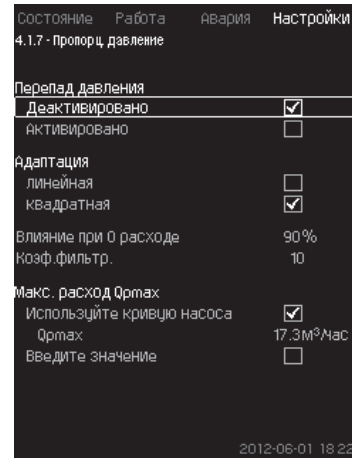 Состояние Работа Авария Настройки
4.1.7 - Пропорц. давление
Перепад давления
Деактивировано
Активировано
Адаптация
линейная
квадратная
Влияние при 0 расходе 90%
Коэф.фильтр. 10
Макс. расход Qpmax
Используйте кривую насоса
Qpmax 17.3м³/час
Введите значение
2012-06-01 18:22